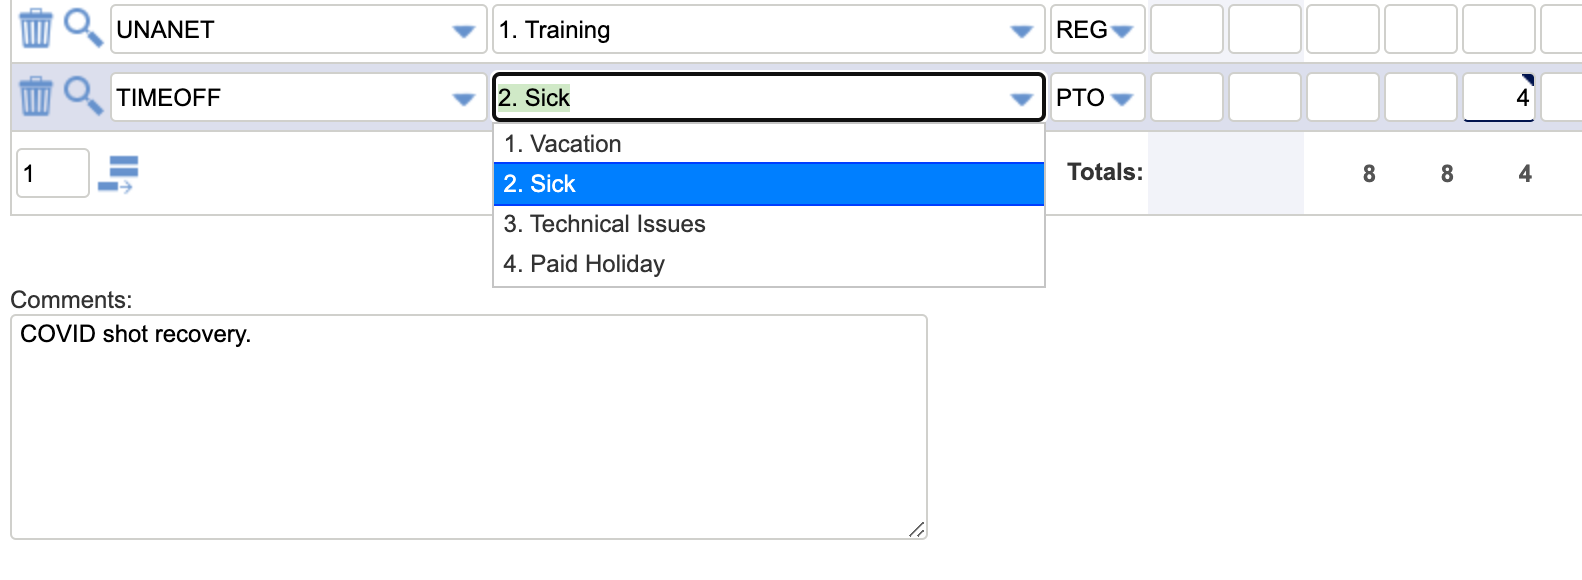 UNANET 1. Training REG
TIMEOFF 2. Sick PTO 4
1. Vacation
1 Totals: 8 8 4
2. Sick
3. Technical Issues
4. Paid Holiday
Comments:
COVID shot recovery.